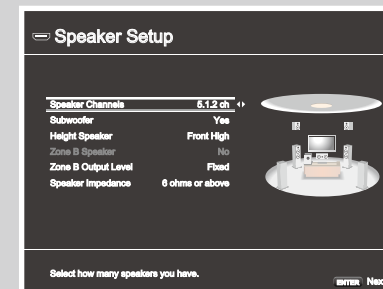 Speaker Setup
Speaker Channels 5.1.2 ch
Subwoofer Yes
Height Speaker Front High
Zone B Speaker No
Zone B Output Level Fixed
Speaker Impedance 6 ohms or above
Select how many speakers you have.
ENTER Nex